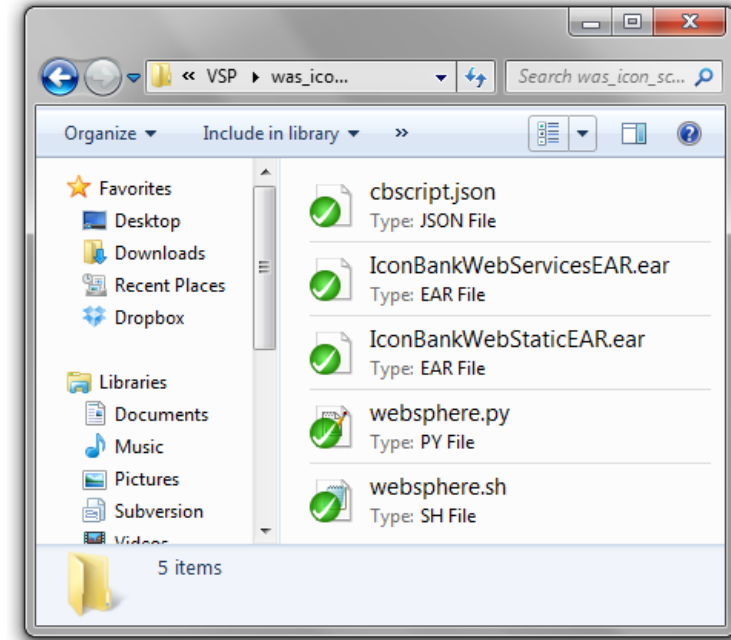 « VSP ▸ was_ico...
Search was_icon_sc...
Organize
Include in library
»
Favorites
Desktop
Downloads
Recent Places
Dropbox
Libraries
Documents
Music
Pictures
Subversion
Videos
cbscript.json
Type: JSON File
IconBankWebServicesEAR.ear
Type: EAR File
IconBankWebStaticEAR.ear
Type: EAR File
websphere.py
Type: PY File
websphere.sh
Type: SH File
5 items